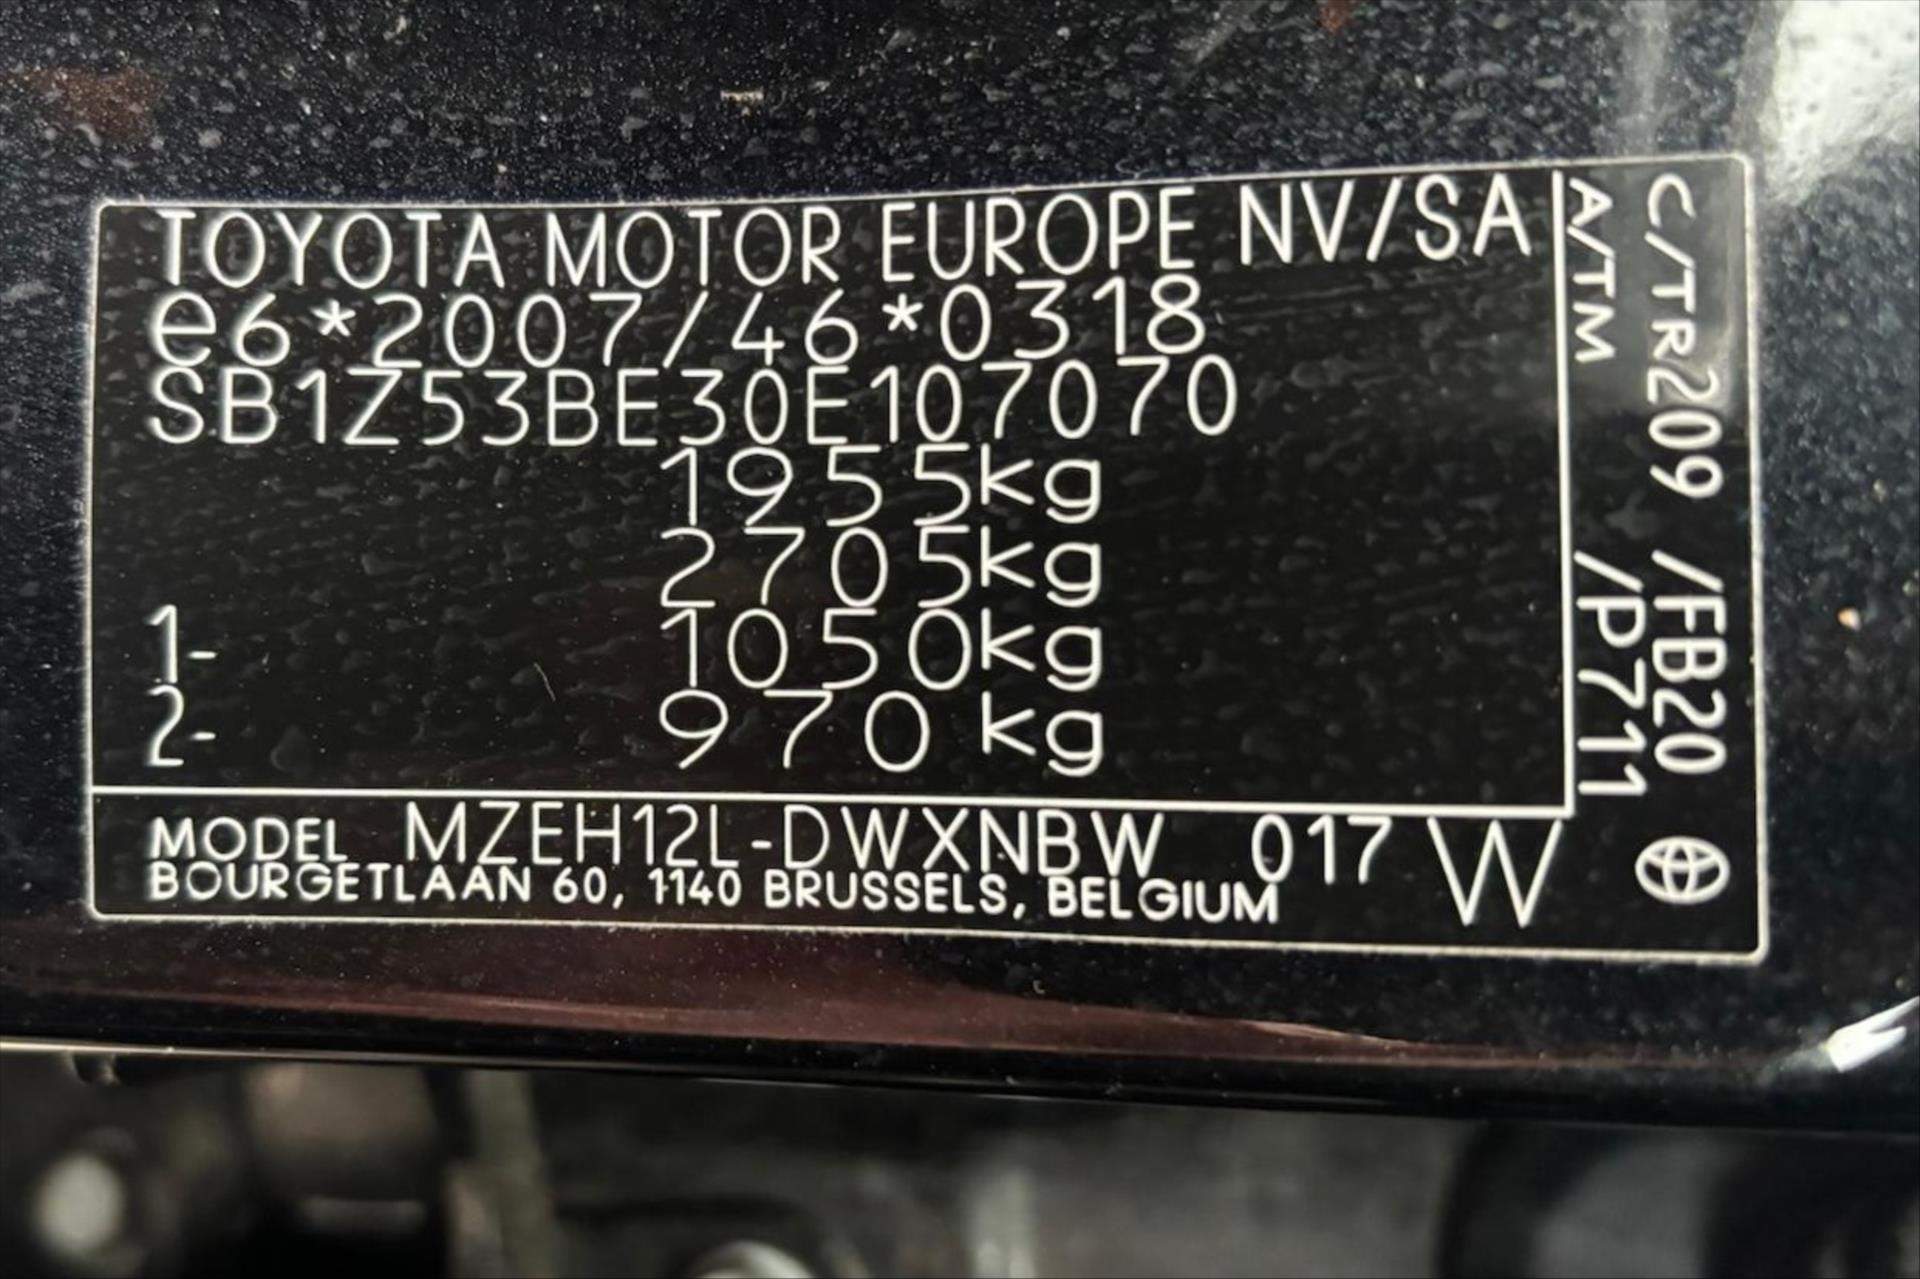 TOYOTA MOTOR EUROPE NV/SA
e6*2007/46*0318
SB1Z53BE30E107070
1955kg
2705kg
1- 1050kg
2- 970 kg
MODEL MZEH12L-DWXNBW 017 W
BOURGETLAAN 60, 1140 BRUSSELS, BELGIUM
C/TR209 /FB20
A/TM /P711